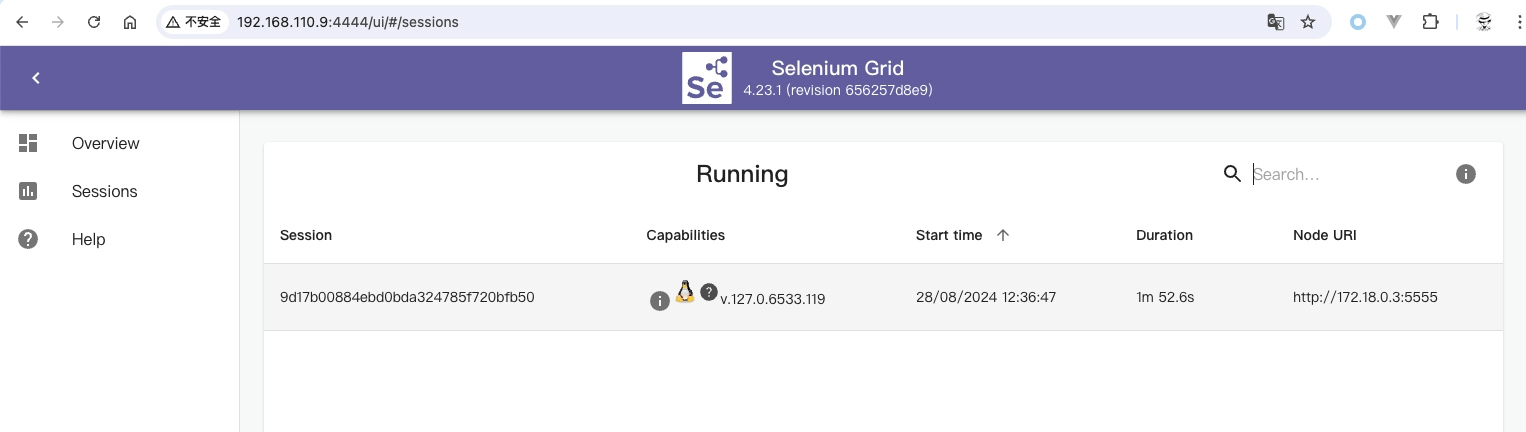 不安全 192.168.110.9:4444/ui/#/sessions
Se
Selenium Grid
4.23.1 (revision 656257d8e9)
Overview
Sessions
Help
Running
Search…
Session Capabilities Start time Duration Node URI
9d17b00884ebd0bda324785f720bfb50 v.127.0.6533.119 28/08/2024 12:36:47 1m 52.6s http://172.18.0.3:5555